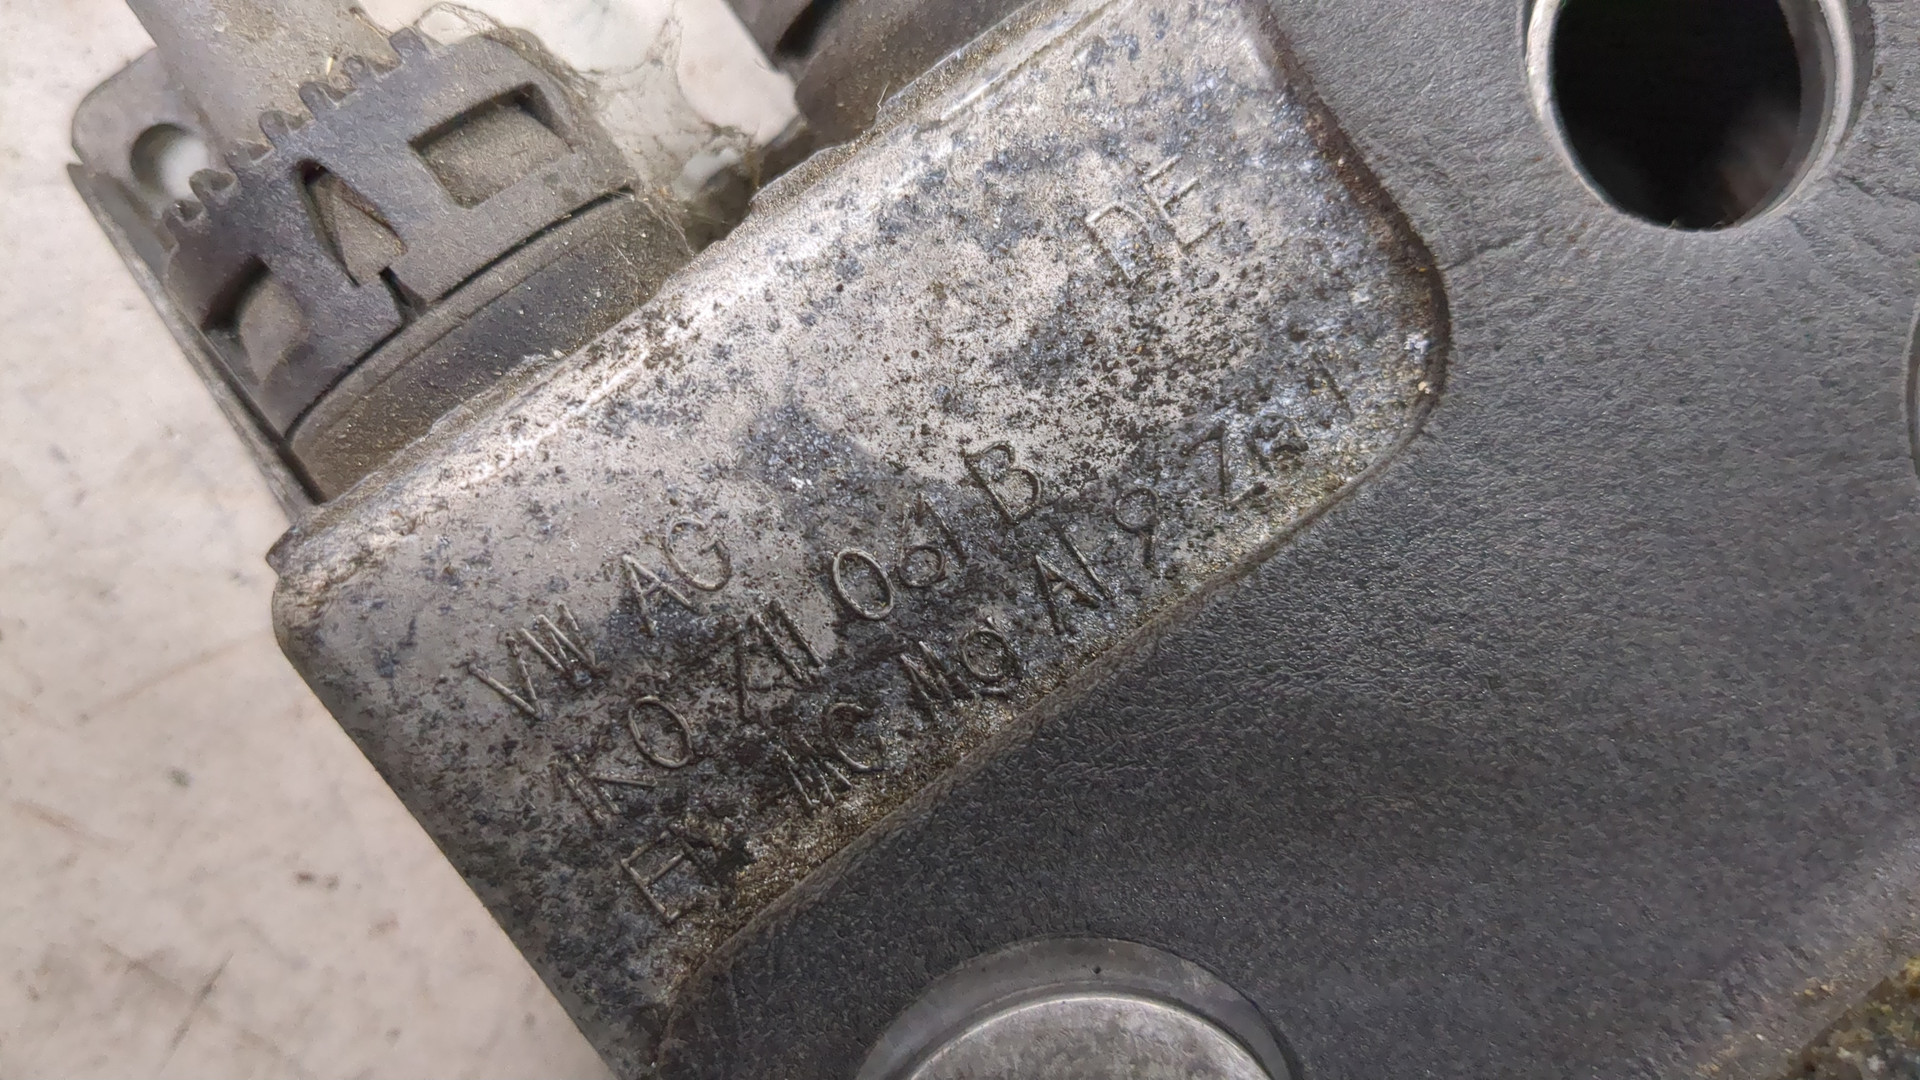 DE
VW AG
1K0 711 061 B
EN MC MG Al 9 Zn 1